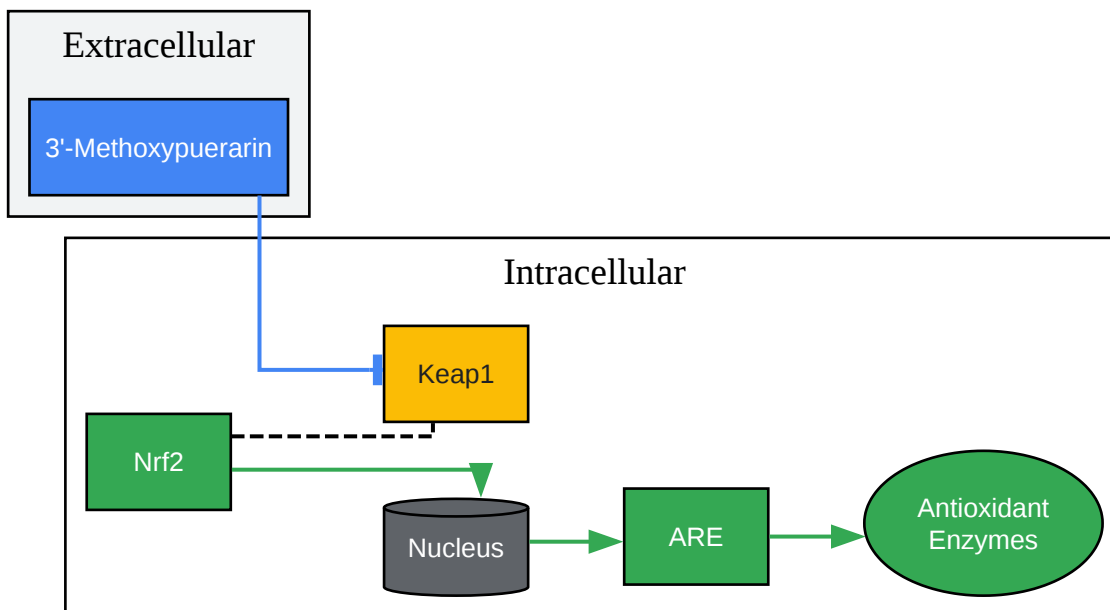 Extracellular
3'-Methoxypuerarin
Intracellular
Keap1
Nrf2
Nucleus
ARE
Antioxidant
Enzymes